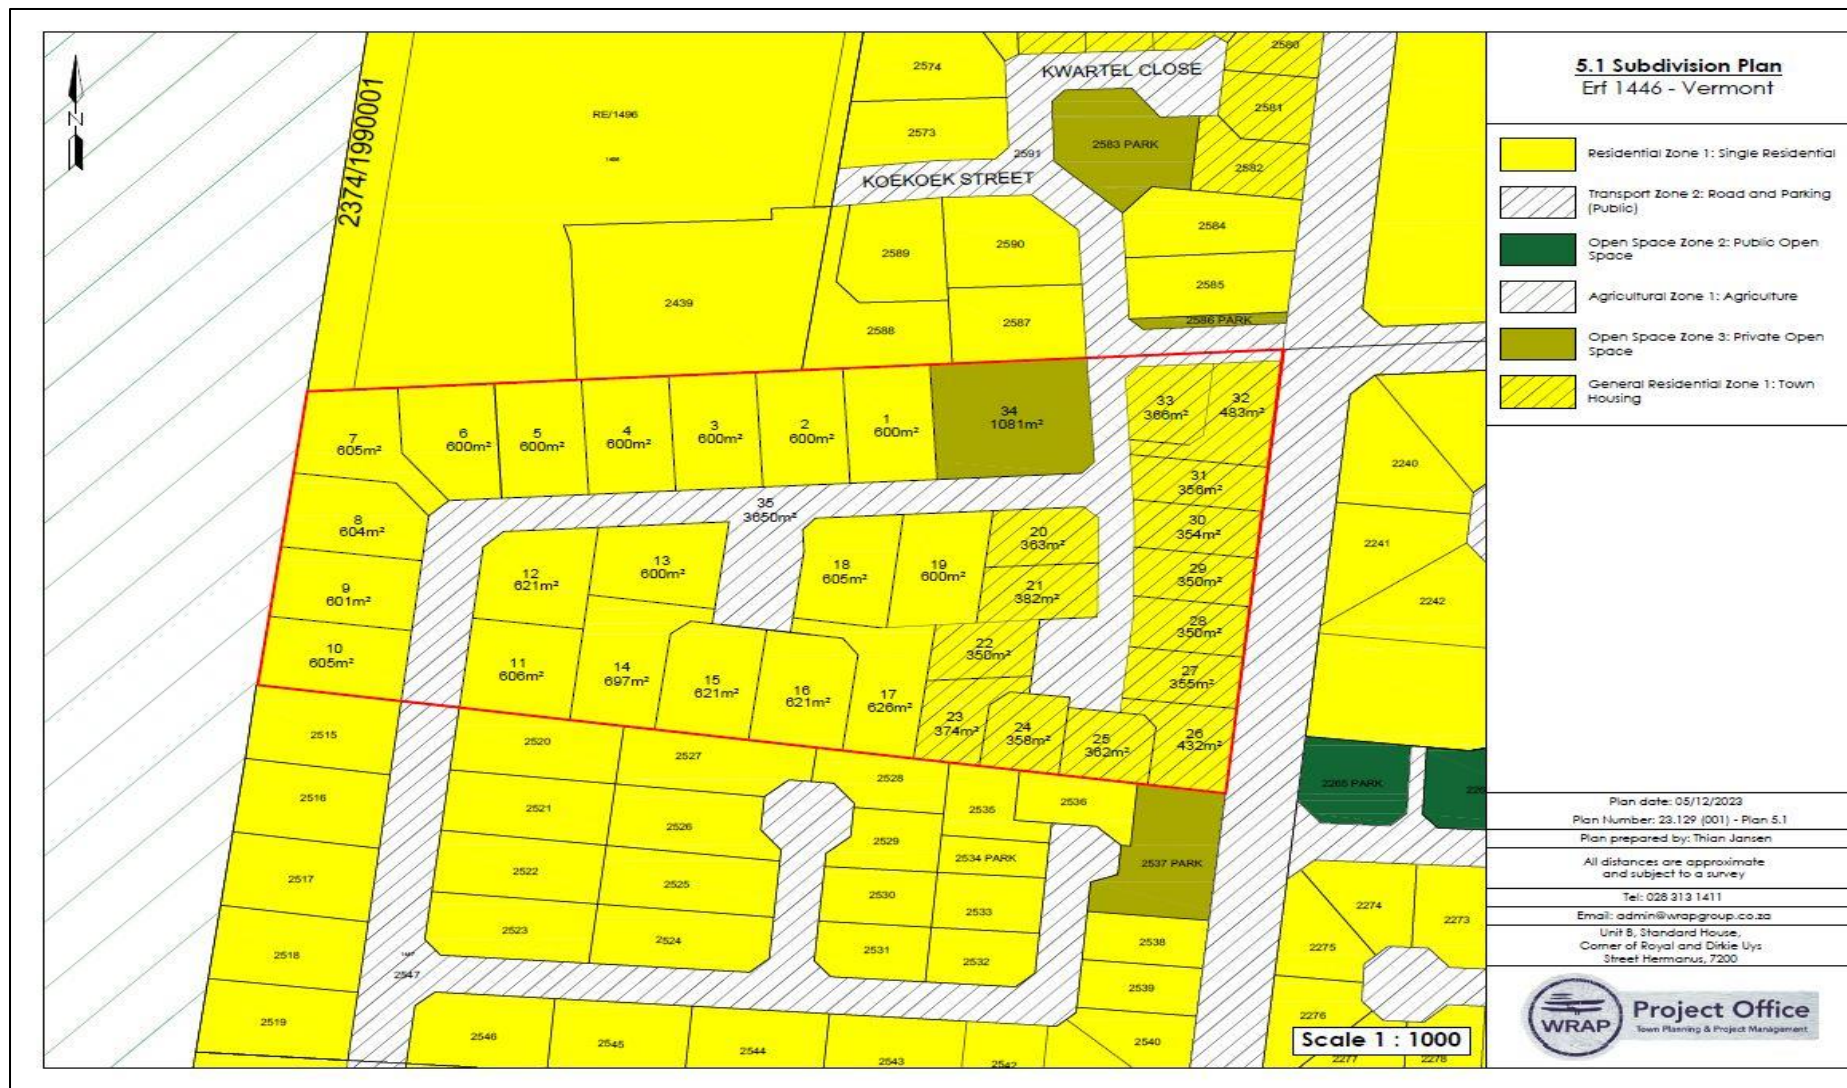 5.1 Subdivision Plan
Erf 1446 - Vermont
Residential Zone 1: Single Residential
Transport Zone 2: Road and Parking
(Public)
Open Space Zone 2: Public Open
Space
Agricultural Zone 1: Agriculture
Open Space Zone 3: Private Open
Space
General Residential Zone 1: Town
Housing
Plan date: 05/12/2023
Plan Number: 23.129 (001) - Plan 5.1
Plan prepared by: Thian Jansen
All distances are approximate
and subject to a survey
Tel: 028 313 1411
Email: admin@wrapgroup.co.za
Unit B, Standard House,
Corner of Royal and Dirkie Uys
Street Hermanus, 7200
WRAP
Project Office
Town Planning & Project Management
Scale 1 : 1000
N
2374/1990001
RE/1496
2439
2574
2573
KWARTEL CLOSE
KOEKOEK STREET
2591
2583 PARK
2580
2581
2582
2584
2585
2586 PARK
2589
2590
2588
2587
7
605m²
6
600m²
5
600m²
4
600m²
3
600m²
2
600m²
1
600m²
34
1081m²
33
366m²
32
483m²
8
604m²
35
3650m²
31
356m²
30
354m²
9
601m²
12
621m²
13
600m²
18
605m²
19
600m²
20
363m²
21
382m²
29
350m²
28
350m²
10
605m²
11
606m²
14
697m²
15
621m²
16
621m²
17
626m²
22
350m²
27
355m²
23
374m²
24
358m²
25
362m²
26
432m²
2240
2241
2242
2265 PARK
2515
2520
2527
2528
2535
2536
2516
2521
2526
2529
2534 PARK
2537 PARK
2517
2522
2525
2530
2533
2518
2523
2524
2531
2532
2538
2547
2539
2519
2546
2545
2544
2543
2542
2540
2274
2273
2275
2276
2277
2278